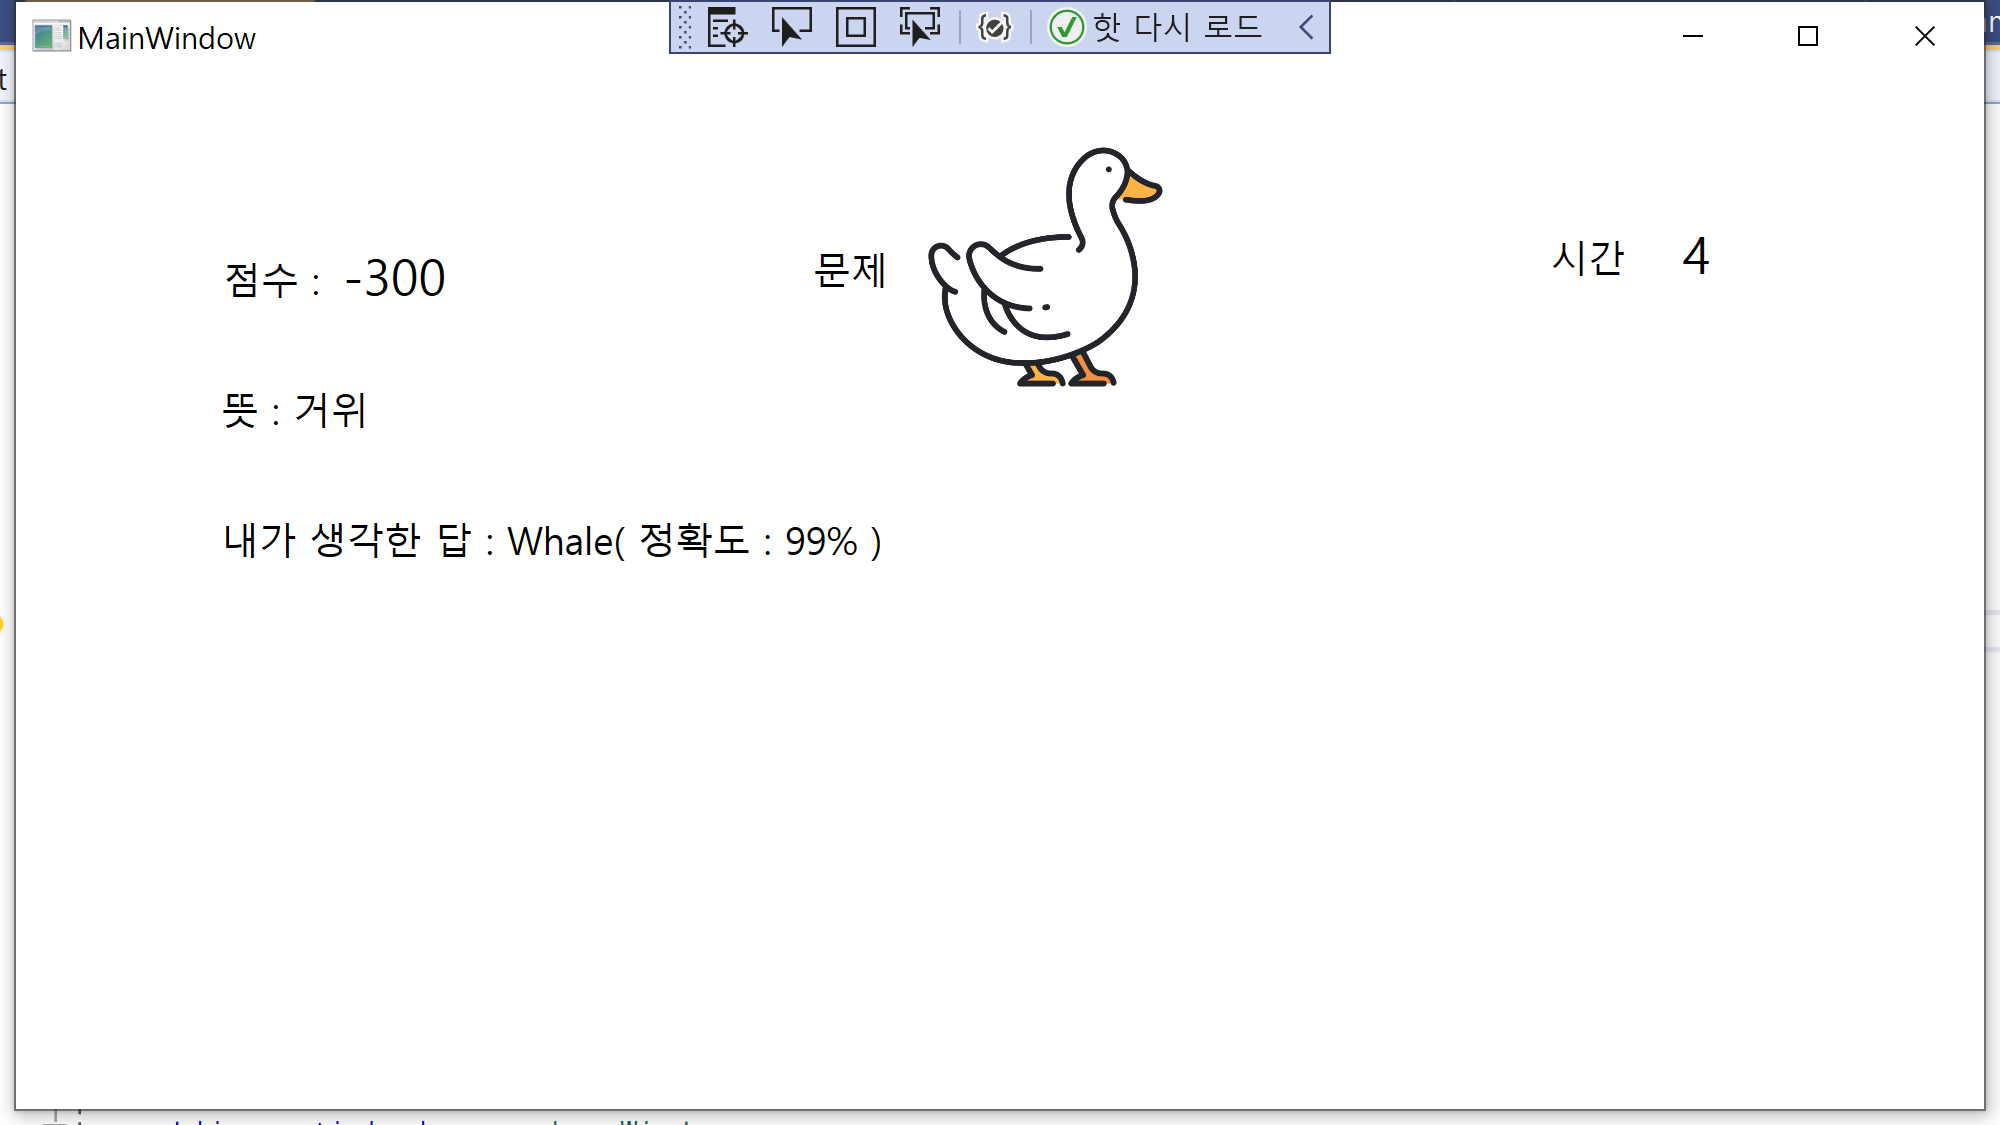 MainWindow
핫 다시 로드
점수 : -300
문제
시간 4
뜻 : 거위
내가 생각한 답 : Whale( 정확도 : 99% )